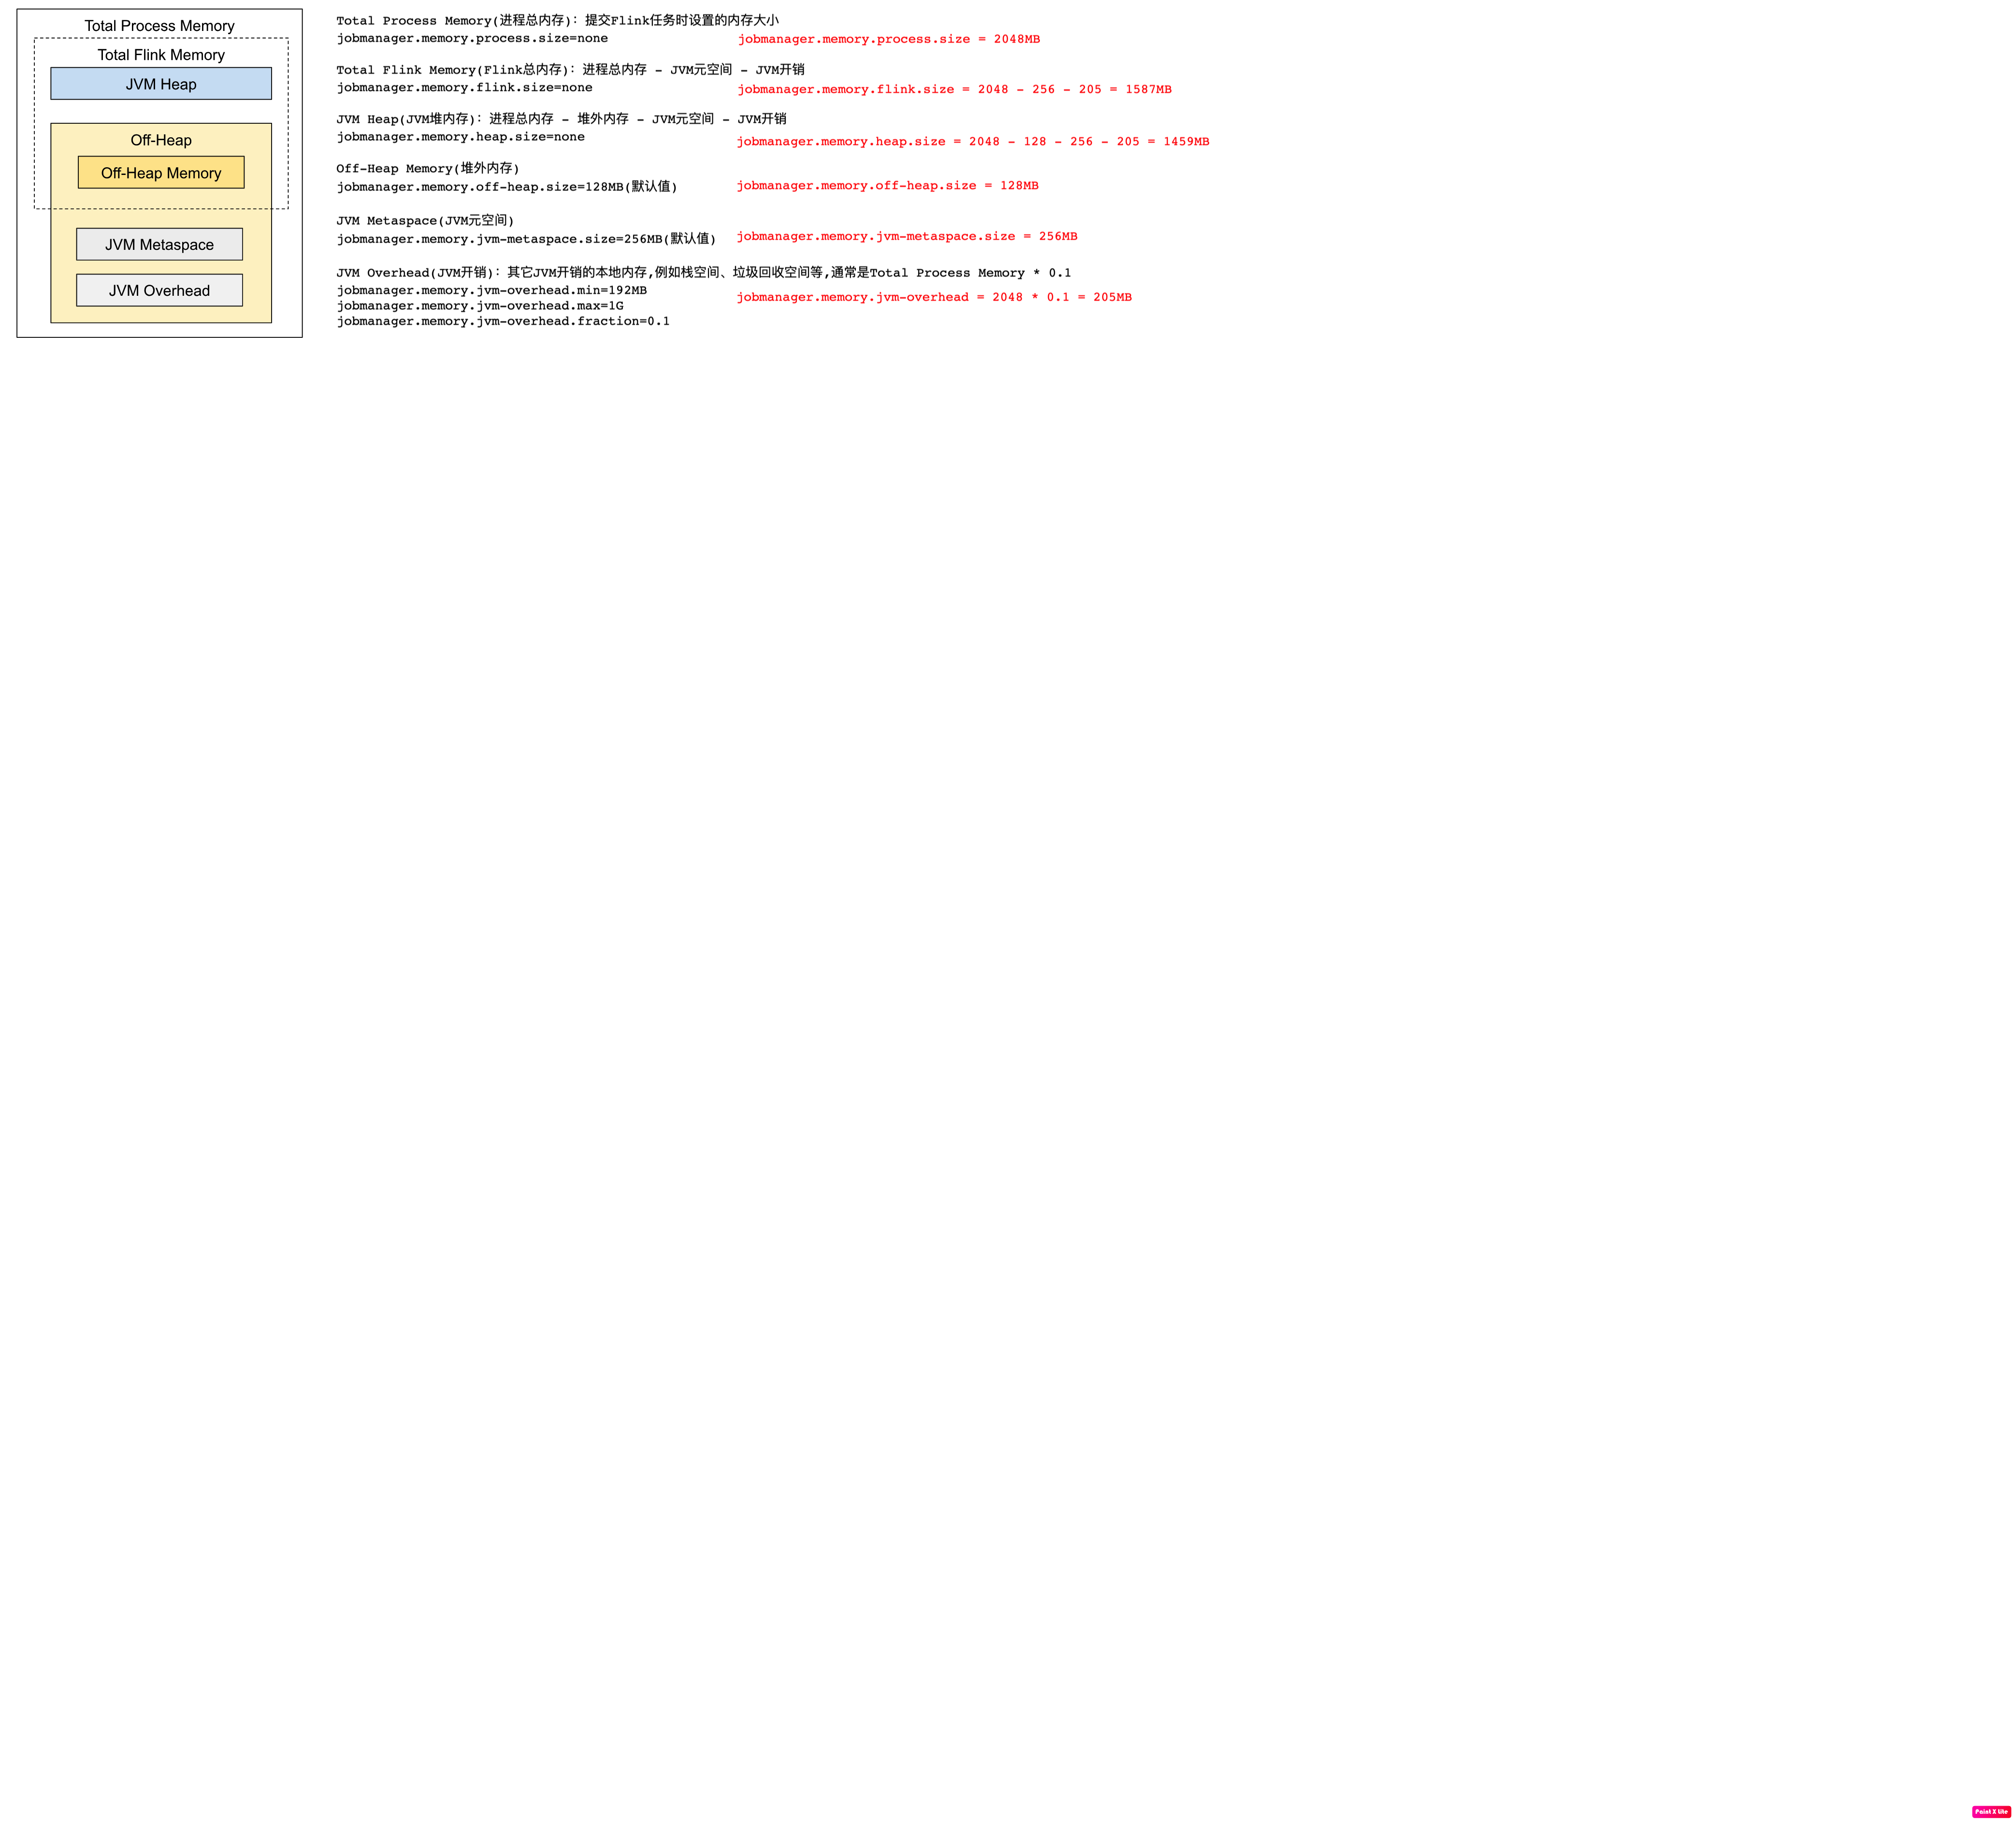 Total Process Memory
Total Flink Memory
JVM Heap
Off-Heap
Off-Heap Memory
JVM Metaspace
JVM Overhead
Total Process Memory(进程总内存): 提交Flink任务时设置的内存大小
jobmanager.memory.process.size=none
jobmanager.memory.process.size = 2048MB
Total Flink Memory(Flink总内存): 进程总内存 - JVM元空间 - JVM开销
jobmanager.memory.flink.size=none
jobmanager.memory.flink.size = 2048 - 256 - 205 = 1587MB
JVM Heap(JVM堆内存): 进程总内存 - 堆外内存 - JVM元空间 - JVM开销
jobmanager.memory.heap.size=none
jobmanager.memory.heap.size = 2048 - 128 - 256 - 205 = 1459MB
Off-Heap Memory(堆外内存)
jobmanager.memory.off-heap.size=128MB(默认值)
jobmanager.memory.off-heap.size = 128MB
JVM Metaspace(JVM元空间)
jobmanager.memory.jvm-metaspace.size=256MB(默认值)
jobmanager.memory.jvm-metaspace.size = 256MB
JVM Overhead(JVM开销): 其它JVM开销的本地内存,例如栈空间、垃圾回收空间等,通常是Total Process Memory * 0.1
jobmanager.memory.jvm-overhead.min=192MB
jobmanager.memory.jvm-overhead = 2048 * 0.1 = 205MB
jobmanager.memory.jvm-overhead.max=1G
jobmanager.memory.jvm-overhead.fraction=0.1
Paint X Lite